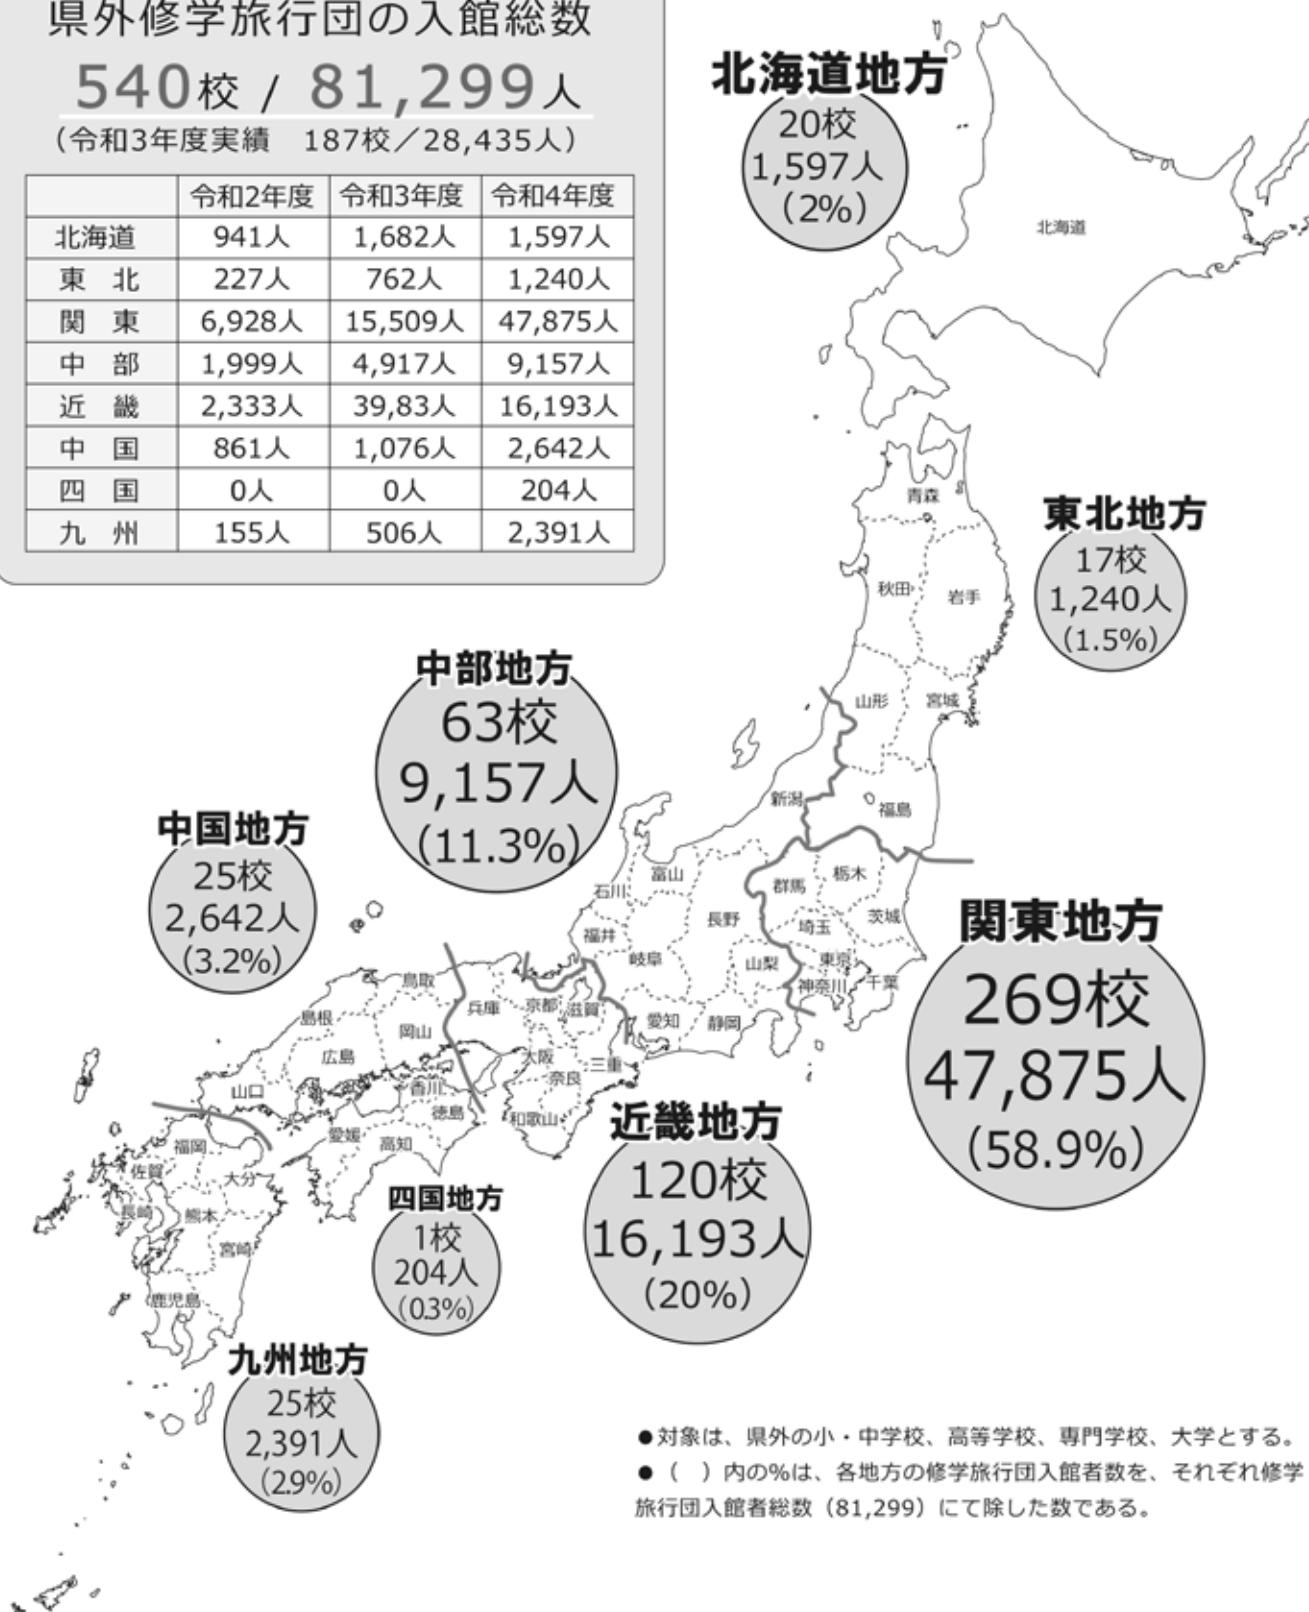 県外修学旅行団の入館総数
540校 / 81,299人
（令和3年度実績　187校／28,435人）
令和2年度 令和3年度 令和4年度
北海道 941人 1,682人 1,597人
東　北 227人 762人 1,240人
関　東 6,928人 15,509人 47,875人
中　部 1,999人 4,917人 9,157人
近　畿 2,333人 39,83人 16,193人
中　国 861人 1,076人 2,642人
四　国 0人 0人 204人
九　州 155人 506人 2,391人
北海道地方
20校
1,597人
（2%）
北海道
青森
秋田
岩手
山形
宮城
福島
東北地方
17校
1,240人
（1.5%）
中部地方
63校
9,157人
（11.3%）
新潟
富山
石川
福井
長野
岐阜
山梨
愛知
静岡
群馬
栃木
茨城
埼玉
東京
神奈川
千葉
関東地方
269校
47,875人
（58.9%）
中国地方
25校
2,642人
（3.2%）
鳥取
島根
岡山
広島
山口
兵庫
京都
滋賀
大阪
奈良
三重
和歌山
近畿地方
120校
16,193人
（20%）
香川
徳島
愛媛
高知
四国地方
1校
204人
（0.3%）
福岡
佐賀
長崎
大分
熊本
宮崎
鹿児島
九州地方
25校
2,391人
（2.9%）
●対象は、県外の小・中学校、高等学校、専門学校、大学とする。
●（　）内の%は、各地方の修学旅行団入館者数を、それぞれ修学
旅行団入館者総数（81,299）にて除した数である。